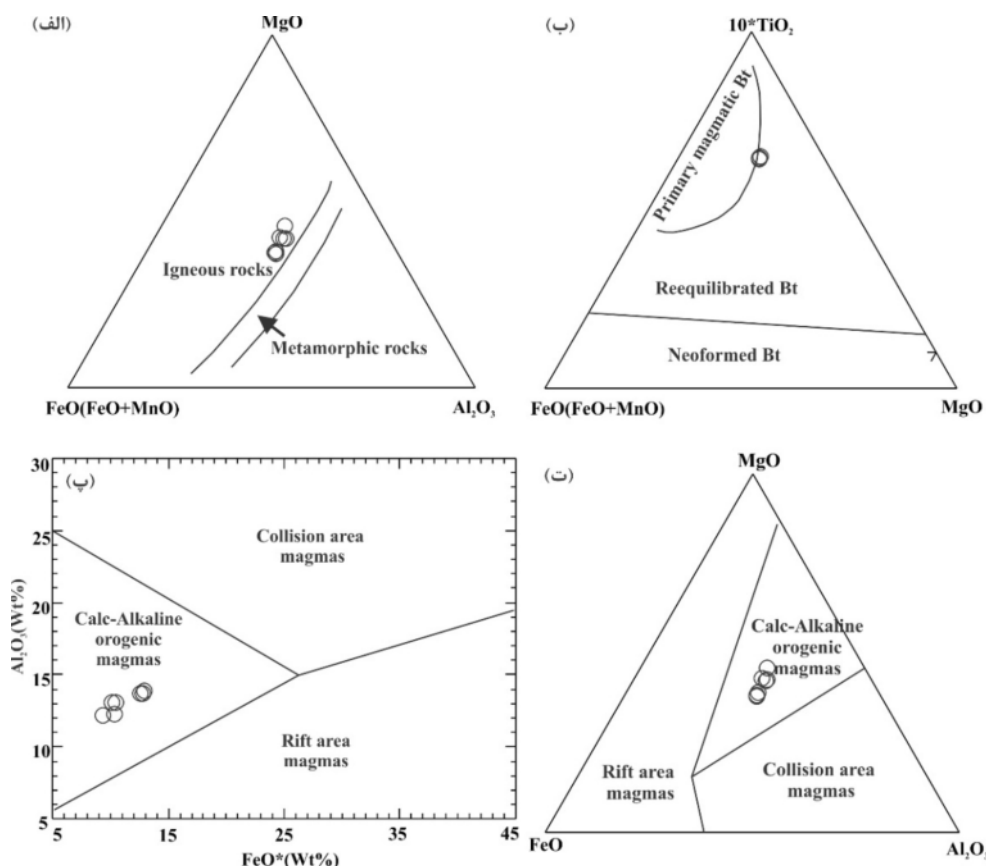 (الف)
MgO
Igneous rocks
Metamorphic rocks
FeO(FeO+MnO)
Al₂O₃
(ب)
10*TiO₂
Primary magmatic Bt
Reequilibrated Bt
Neoformed Bt
FeO(FeO+MnO)
MgO
(پ)
30
25
20
15
10
5
Al₂O₃(Wt%)
Collision area
magmas
Calc-Alkaline
orogenic
magmas
Rift area
magmas
5
15
25
35
45
FeO*(Wt%)
(ت)
MgO
Calc-Alkaline
orogenic
magmas
Rift area
magmas
Collision area
magmas
FeO
Al₂O₃